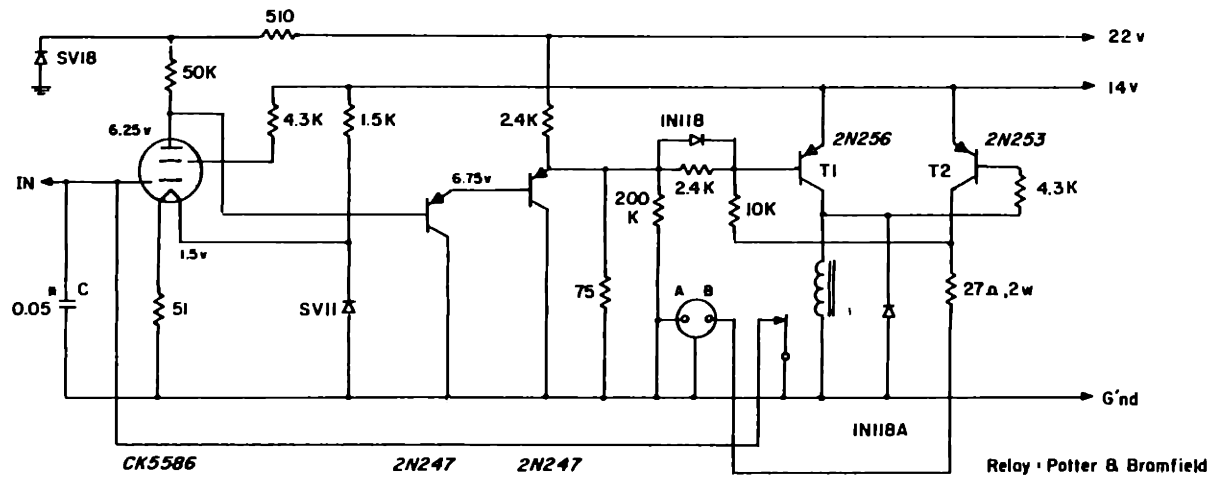 510
22 v
SV18
50K
14 v
6.25 v
4.3K
1.5K
2.4K
IN118
2N256
2N253
IN
6.75 v
2.4K
T1
T2
4.3K
200
K
10K
1.5 v
* C
0.05
51
SV11
75
A B
27Ω, 2w
G'nd
IN118A
CK5586
2N247
2N247
Relay : Potter & Bromfield